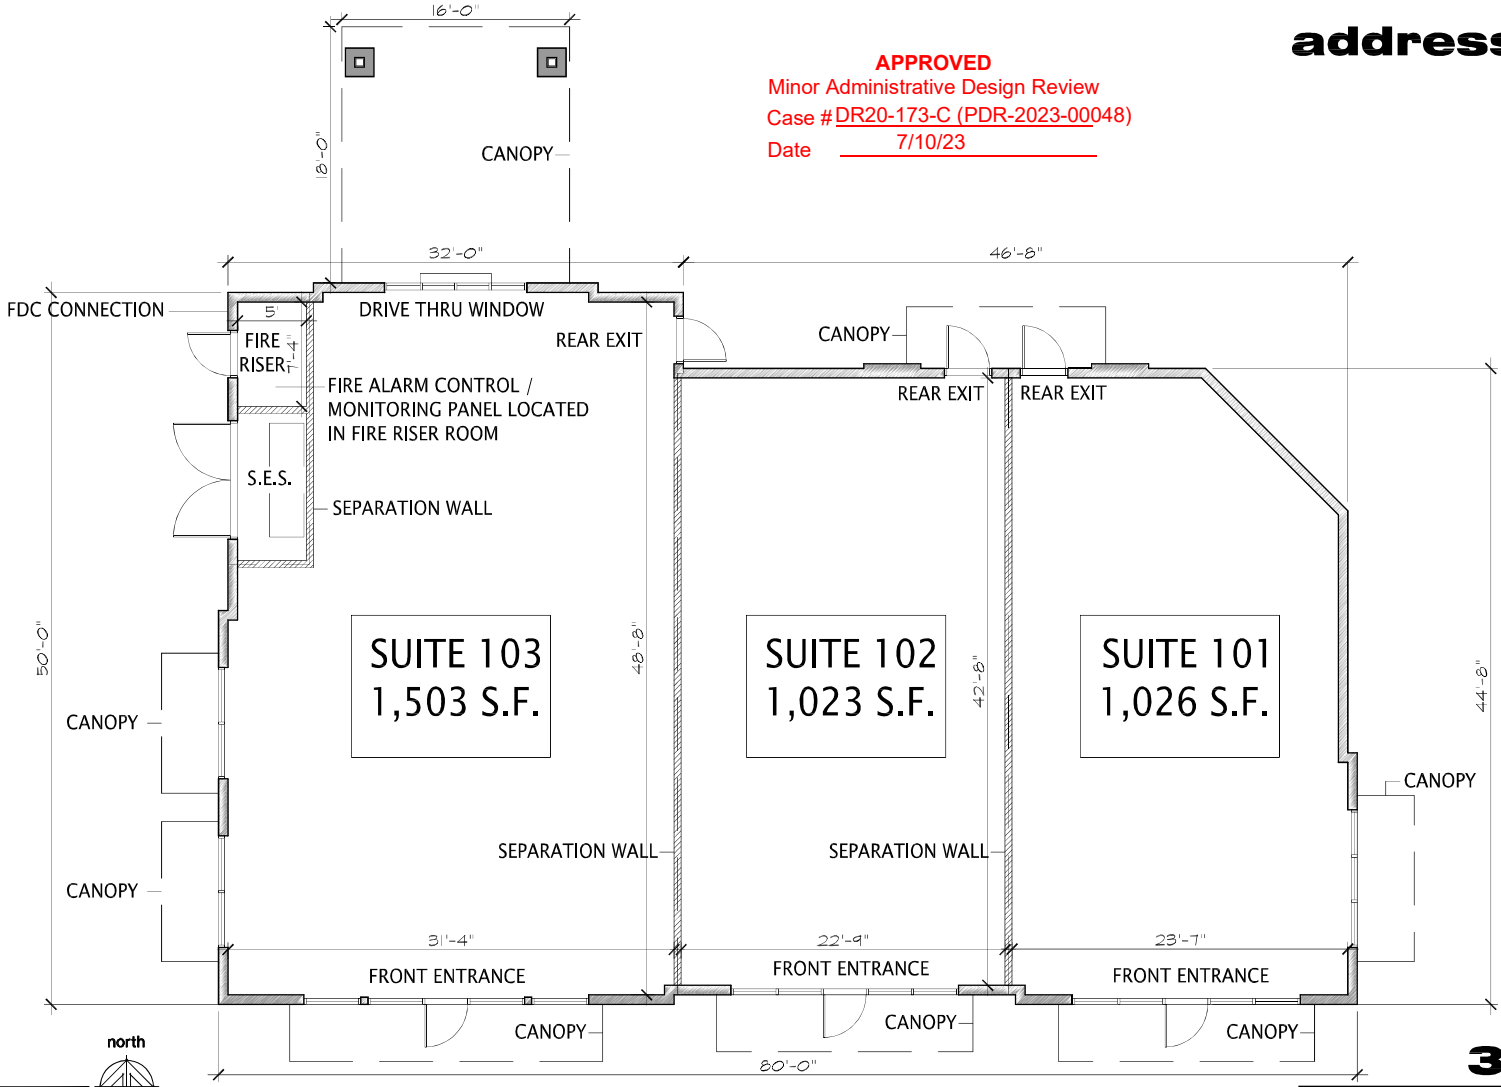 16'-0"
address
APPROVED
Minor Administrative Design Review
Case # DR20-173-C (PDR-2023-00048)
Date 7/10/23
18'-0"
CANOPY
32'-0"
46'-8"
FDC CONNECTION
5'
DRIVE THRU WINDOW
FIRE
RISER
7'-4"
REAR EXIT
CANOPY
FIRE ALARM CONTROL /
MONITORING PANEL LOCATED
IN FIRE RISER ROOM
REAR EXIT
REAR EXIT
S.E.S.
SEPARATION WALL
50'-0"
SUITE 103
1,503 S.F.
48'-8"
SUITE 102
1,023 S.F.
42'-8"
SUITE 101
1,026 S.F.
44'-8"
CANOPY
CANOPY
SEPARATION WALL
SEPARATION WALL
CANOPY
31'-4"
22'-9"
23'-7"
FRONT ENTRANCE
FRONT ENTRANCE
FRONT ENTRANCE
CANOPY
CANOPY
CANOPY
north
80'-0"
3